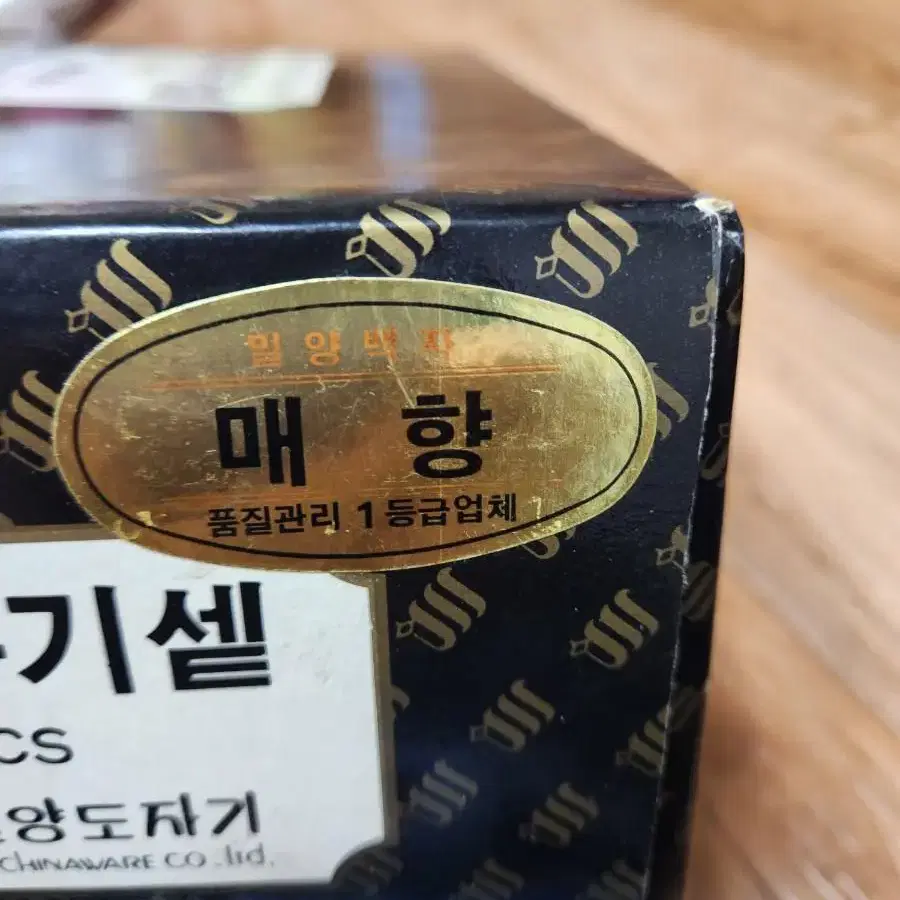 밀양백자
매 향
품질관리 1등급업체
기셑
CS
양도자기
CHINAWARE CO.,ltd.